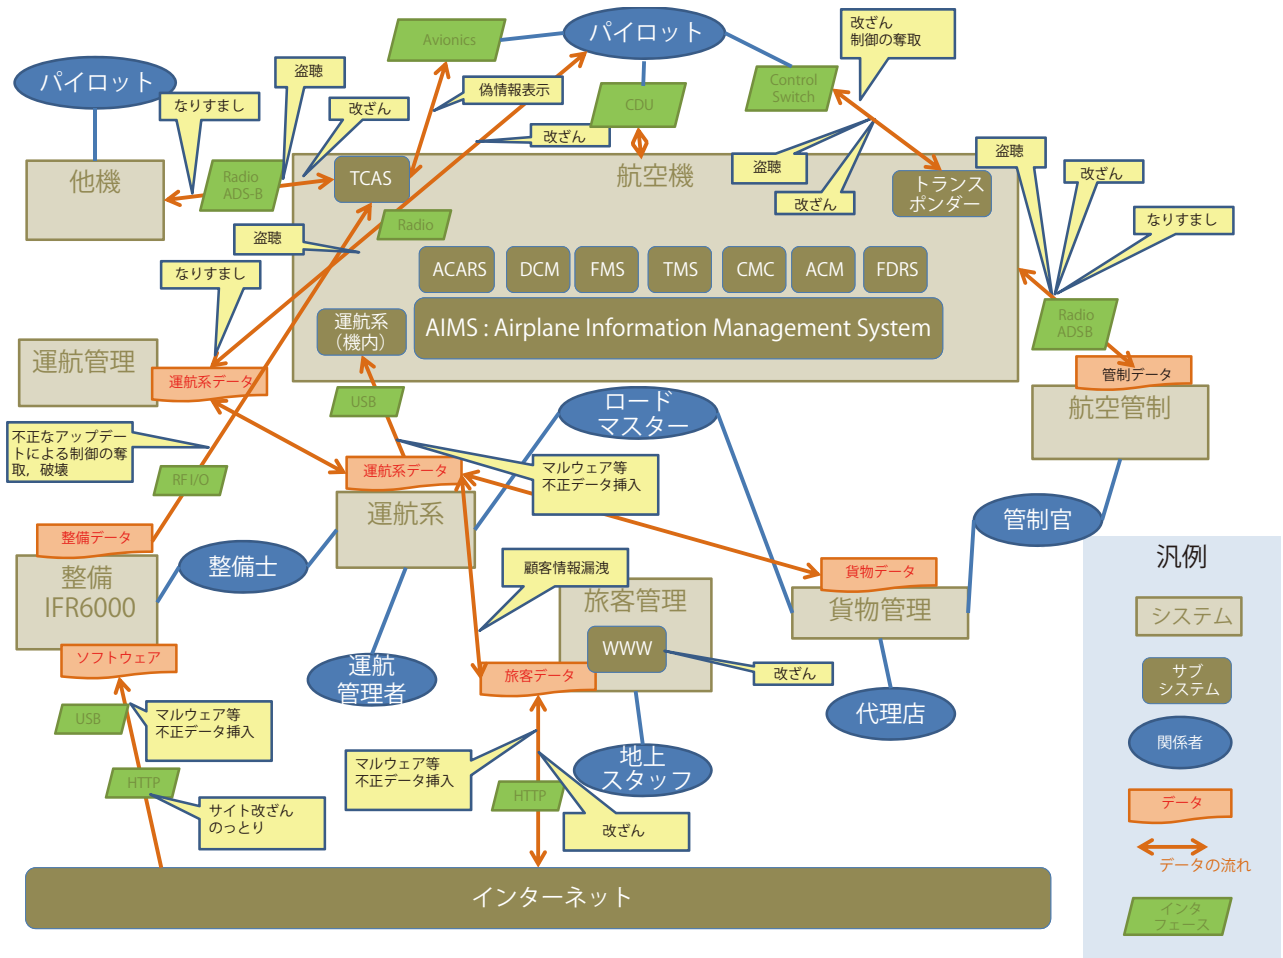 パイロット
Avionics
改ざん
制御の奪取
パイロット
盗聴
Control
Switch
なりすまし
偽情報表示
CDU
改ざん
改ざん
盗聴
盗聴
改ざん
他機
Radio
ADS-B
TCAS
航空機
トランス
ポンダー
改ざん
なりすまし
Radio
盗聴
なりすまし
ACARS
DCM
FMS
TMS
CMC
ACM
FDRS
運航系
（機内）
AIMS : Airplane Information Management System
Radio
ADSB
運航管理
運航系データ
管制データ
USB
ロード
マスター
航空管制
不正なアップデー
トによる制御の奪
取，破壊
RF I/O
運航系データ
マルウェア等
不正データ挿入
運航系
管制官
整備データ
整備士
整備
IFR6000
顧客情報漏洩
旅客管理
貨物データ
貨物管理
汎例
システム
ソフトウェア
運航
管理者
WWW
旅客データ
改ざん
サブ
システム
USB
マルウェア等
不正データ挿入
代理店
関係者
マルウェア等
不正データ挿入
地上
スタッフ
HTTP
HTTP
サイト改ざん
のっとり
改ざん
データ
データの流れ
インターネット
インタ
フェース